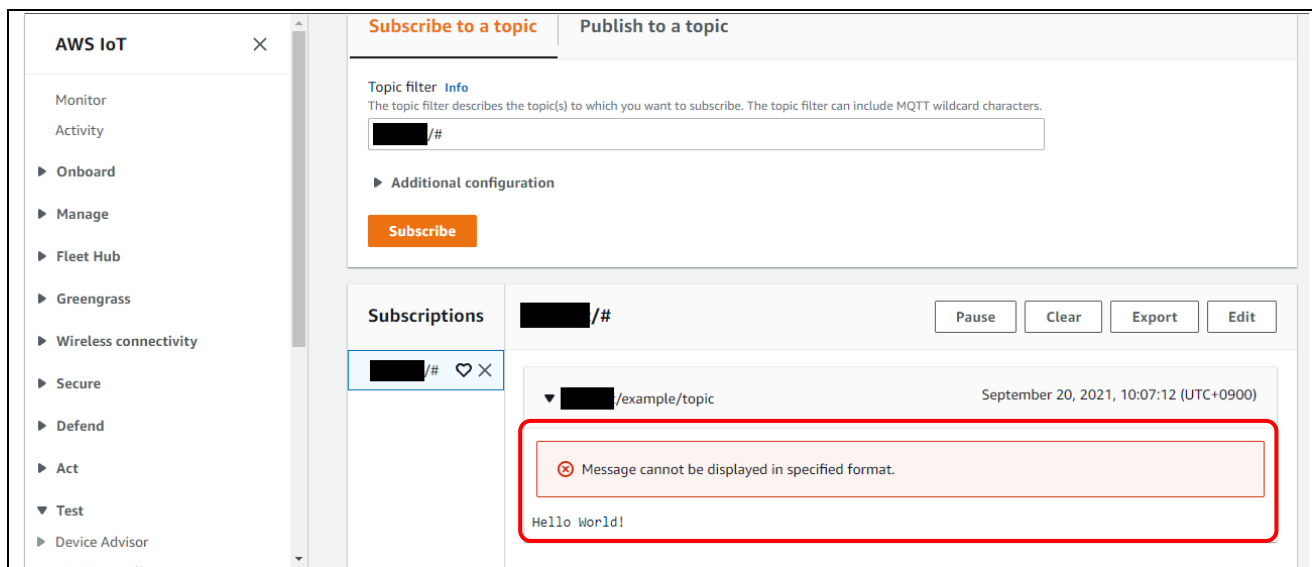 AWS IoT
Monitor
Activity
Onboard
Manage
Fleet Hub
Greengrass
Wireless connectivity
Secure
Defend
Act
Test
Device Advisor
Subscribe to a topic
Publish to a topic
Topic filter Info
The topic filter describes the topic(s) to which you want to subscribe. The topic filter can include MQTT wildcard characters.
/#
Additional configuration
Subscribe
Subscriptions
/#
/#
Pause
Clear
Export
Edit
/example/topic
September 20, 2021, 10:07:12 (UTC+0900)
Message cannot be displayed in specified format.
Hello World!